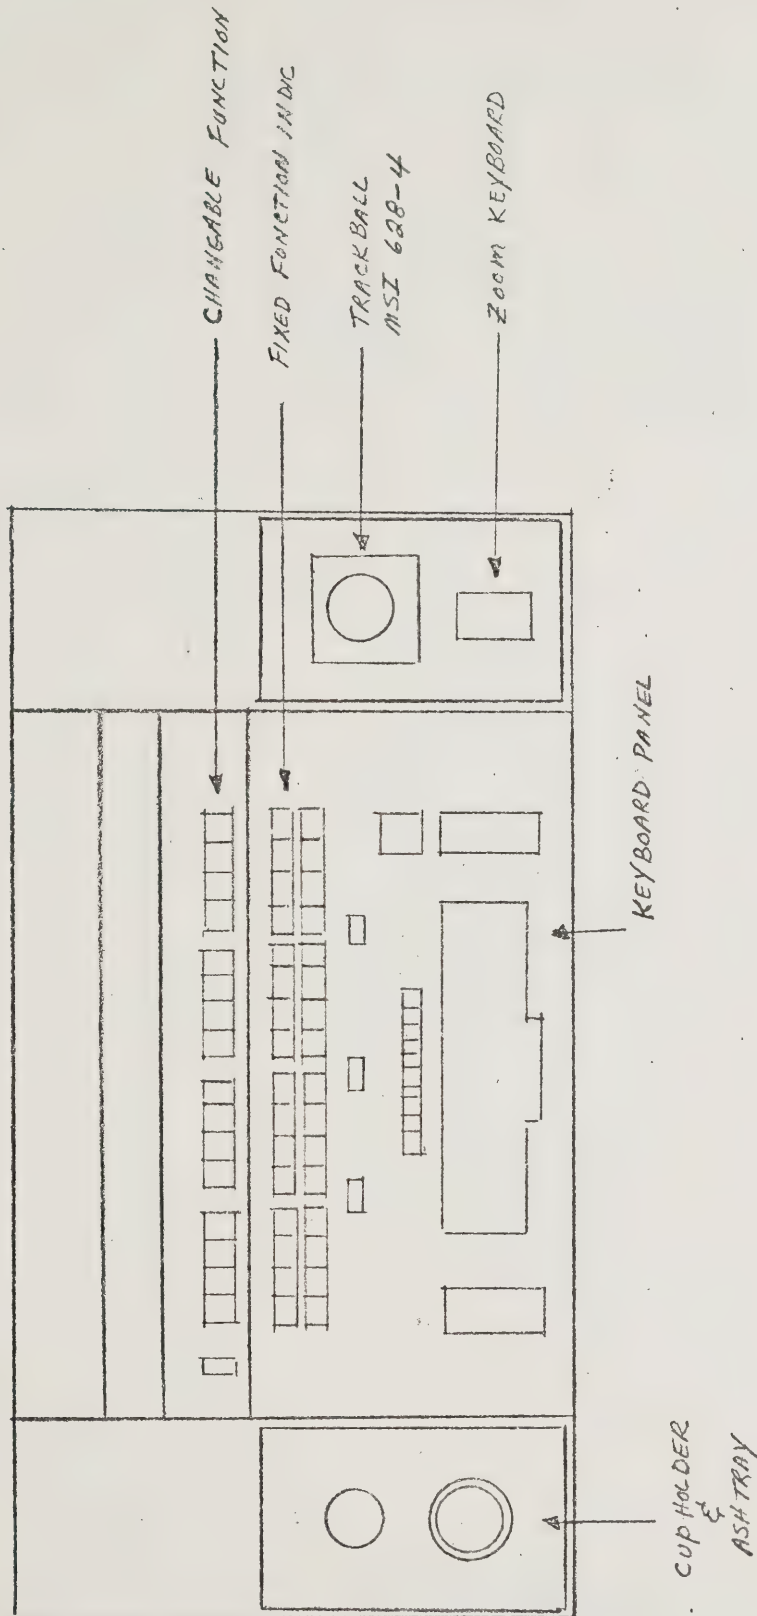 CHANGABLE FUNCTION
FIXED FUNCTION INDIC
TRACKBALL
MSI 628-4
ZOOM KEYBOARD
KEYBOARD PANEL
CUP HOLDER
&
ASH TRAY